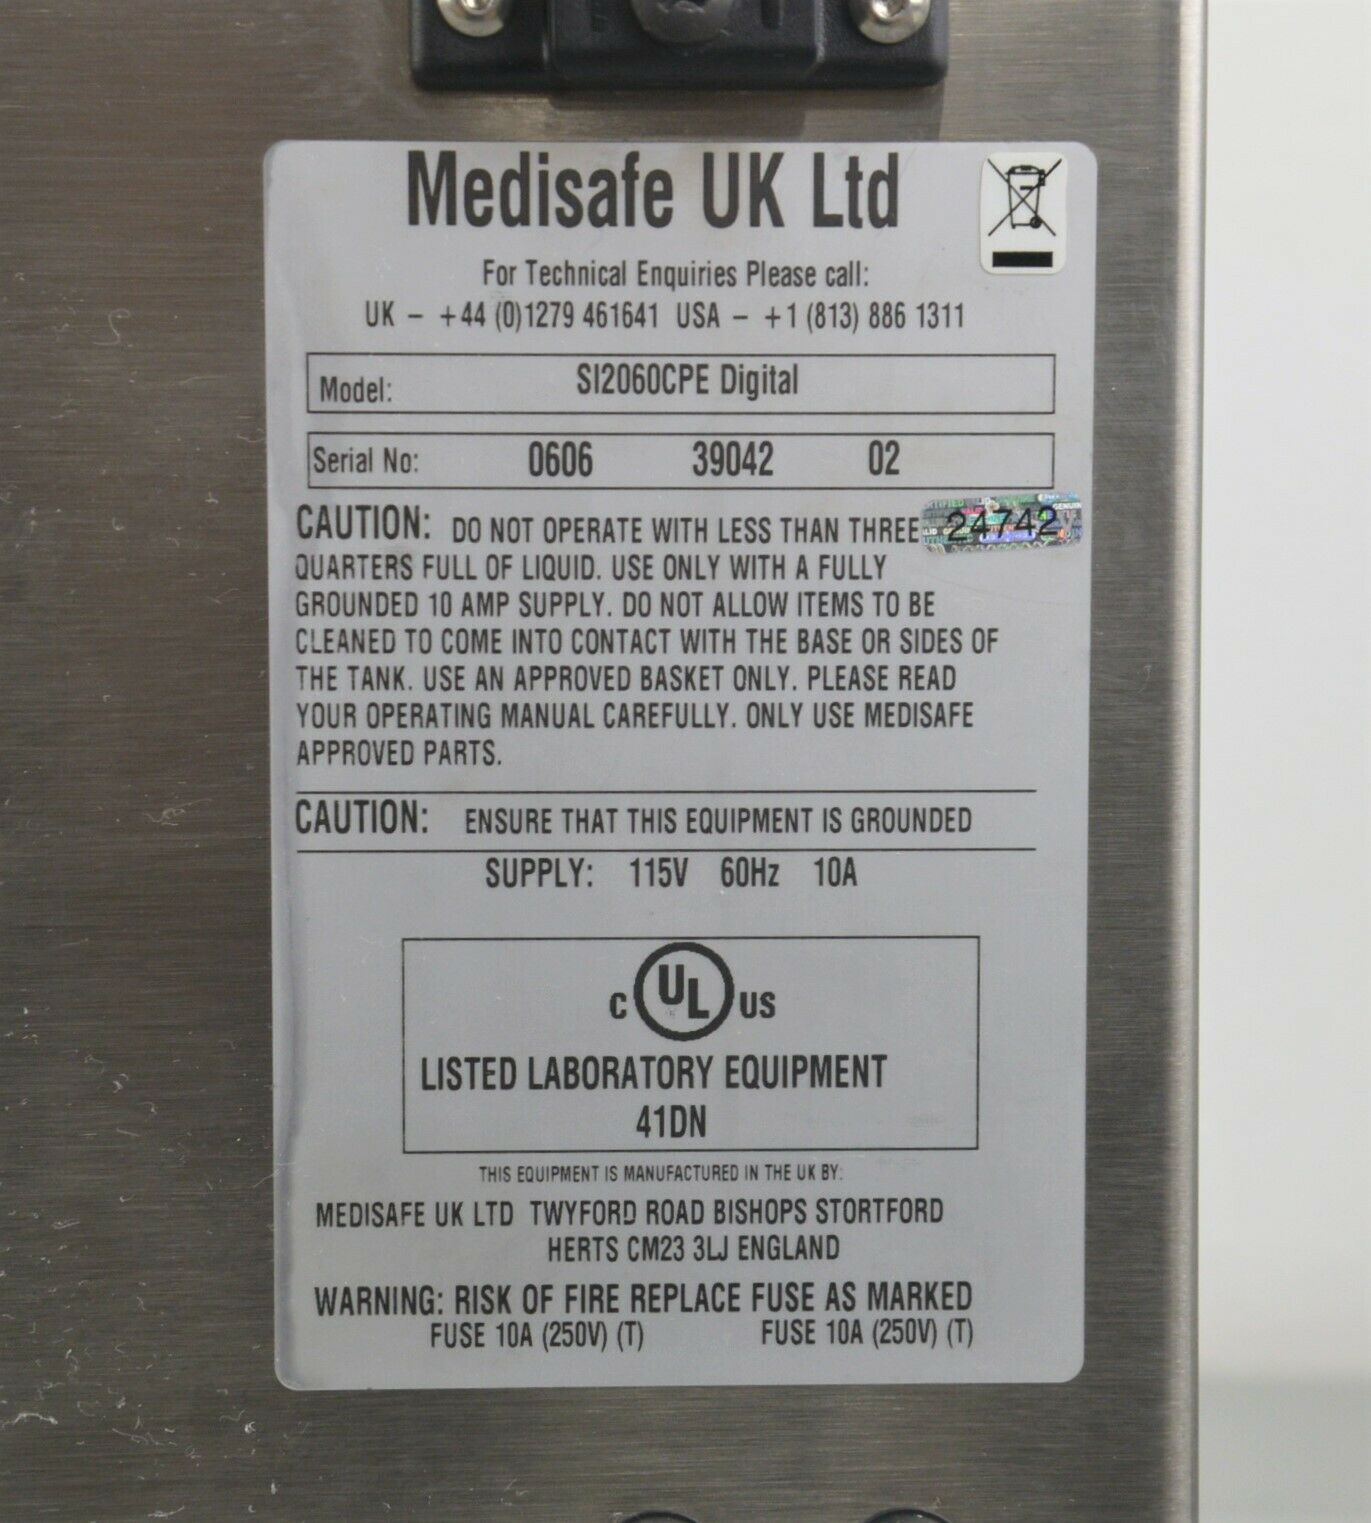 Medisafe UK Ltd
For Technical Enquiries Please call:
UK – +44 (0)1279 461641 USA – +1 (813) 886 1311
Model: SI2060CPE Digital
Serial No: 0606 39042 02
24742
CAUTION: DO NOT OPERATE WITH LESS THAN THREE
QUARTERS FULL OF LIQUID. USE ONLY WITH A FULLY
GROUNDED 10 AMP SUPPLY. DO NOT ALLOW ITEMS TO BE
CLEANED TO COME INTO CONTACT WITH THE BASE OR SIDES OF
THE TANK. USE AN APPROVED BASKET ONLY. PLEASE READ
YOUR OPERATING MANUAL CAREFULLY. ONLY USE MEDISAFE
APPROVED PARTS.
CAUTION: ENSURE THAT THIS EQUIPMENT IS GROUNDED
SUPPLY: 115V 60Hz 10A
C UL US
LISTED LABORATORY EQUIPMENT
41DN
THIS EQUIPMENT IS MANUFACTURED IN THE UK BY:
MEDISAFE UK LTD TWYFORD ROAD BISHOPS STORTFORD
HERTS CM23 3LJ ENGLAND
WARNING: RISK OF FIRE REPLACE FUSE AS MARKED
FUSE 10A (250V) (T) FUSE 10A (250V) (T)